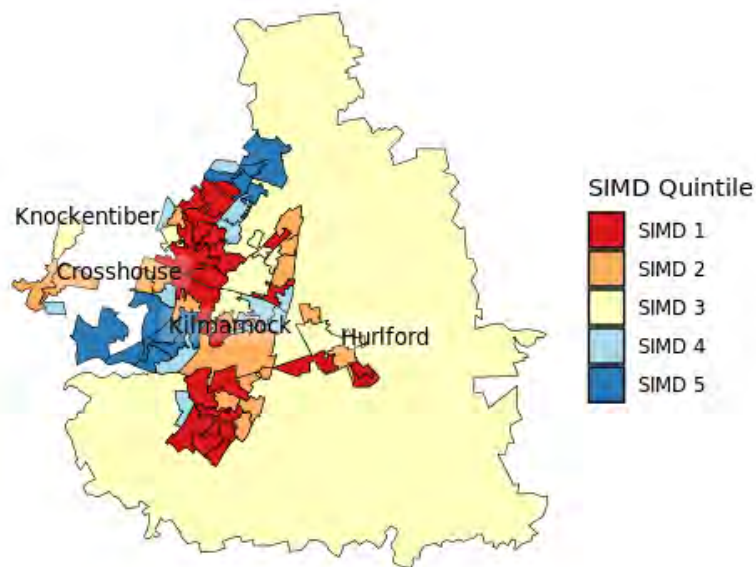 Knockentiber
Crosshouse
Kilmarnock
Hurlford
SIMD Quintile
SIMD 1
SIMD 2
SIMD 3
SIMD 4
SIMD 5